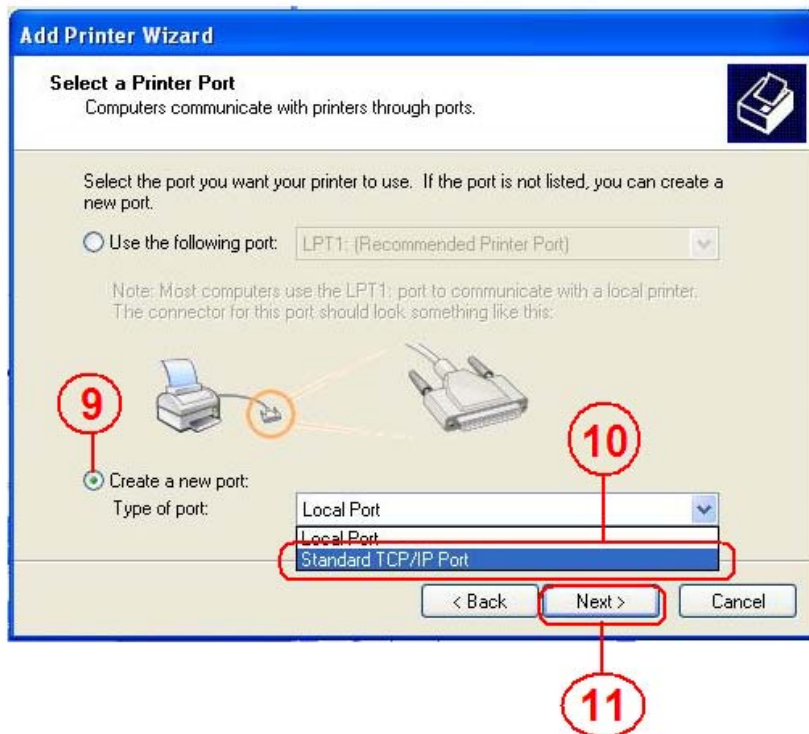 Add Printer Wizard
Select a Printer Port
Computers communicate with printers through ports.
Select the port you want your printer to use. If the port is not listed, you can create a
new port.
Use the following port: LPT1: (Recommended Printer Port)
Note: Most computers use the LPT1: port to communicate with a local printer.
The connector for this port should look something like this:
9
10
Create a new port:
Type of port: Local Port
Local Port
Standard TCP/IP Port
< Back Next > Cancel
11